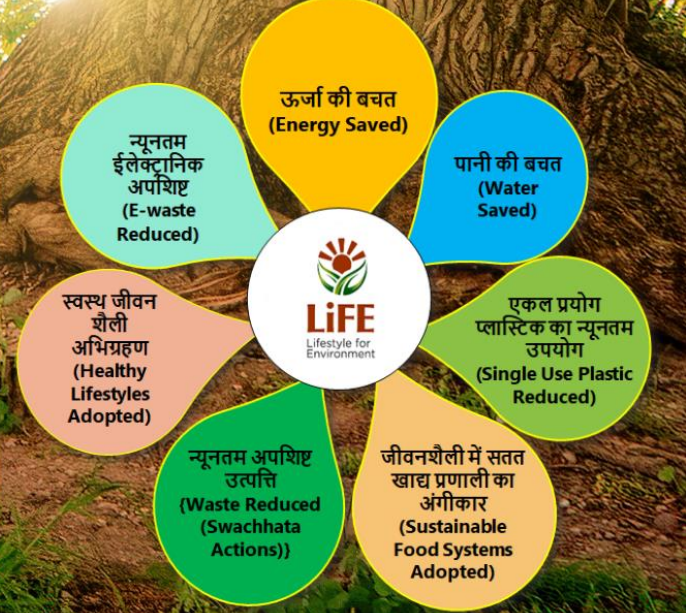 ऊर्जा की बचत
(Energy Saved)
पानी की बचत
(Water
Saved)
एकल प्रयोग
प्लास्टिक का न्यूनतम
उपयोग
(Single Use Plastic
Reduced)
जीवनशैली में सतत
खाद्य प्रणाली का
अंगीकार
(Sustainable
Food Systems
Adopted)
न्यूनतम अपशिष्ट
उत्पत्ति
{Waste Reduced
(Swachhata
Actions)}
स्वस्थ जीवन
शैली
अभिग्रहण
(Healthy
Lifestyles
Adopted)
न्यूनतम
ईलेक्ट्रानिक
अपशिष्ट
(E-waste
Reduced)
LiFE
Lifestyle for
Environment